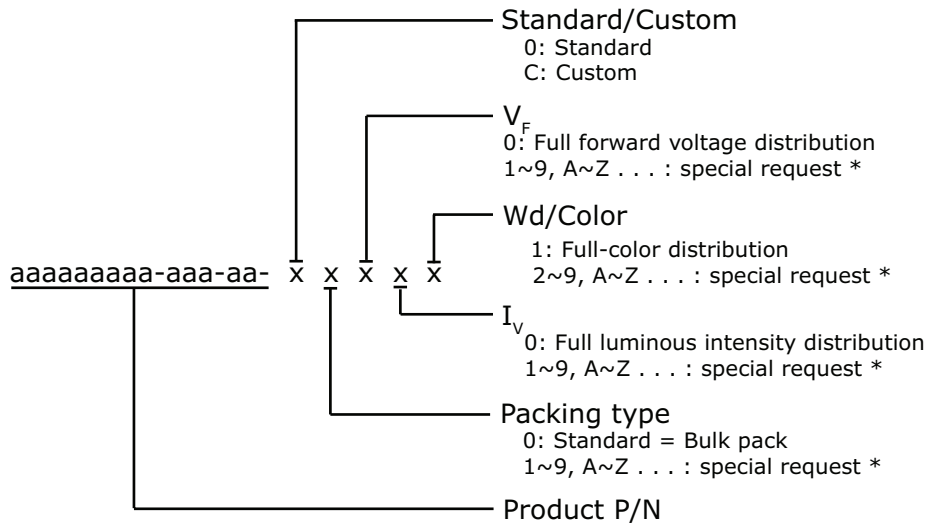 Standard/Custom
0: Standard
C: Custom
VF
0: Full forward voltage distribution
1~9, A~Z . . . : special request *
Wd/Color
1: Full-color distribution
2~9, A~Z . . . : special request *
aaaaaaaaa-aaa-aa- x x x x x
IV
0: Full luminous intensity distribution
1~9, A~Z . . . : special request *
Packing type
0: Standard = Bulk pack
1~9, A~Z . . . : special request *
Product P/N